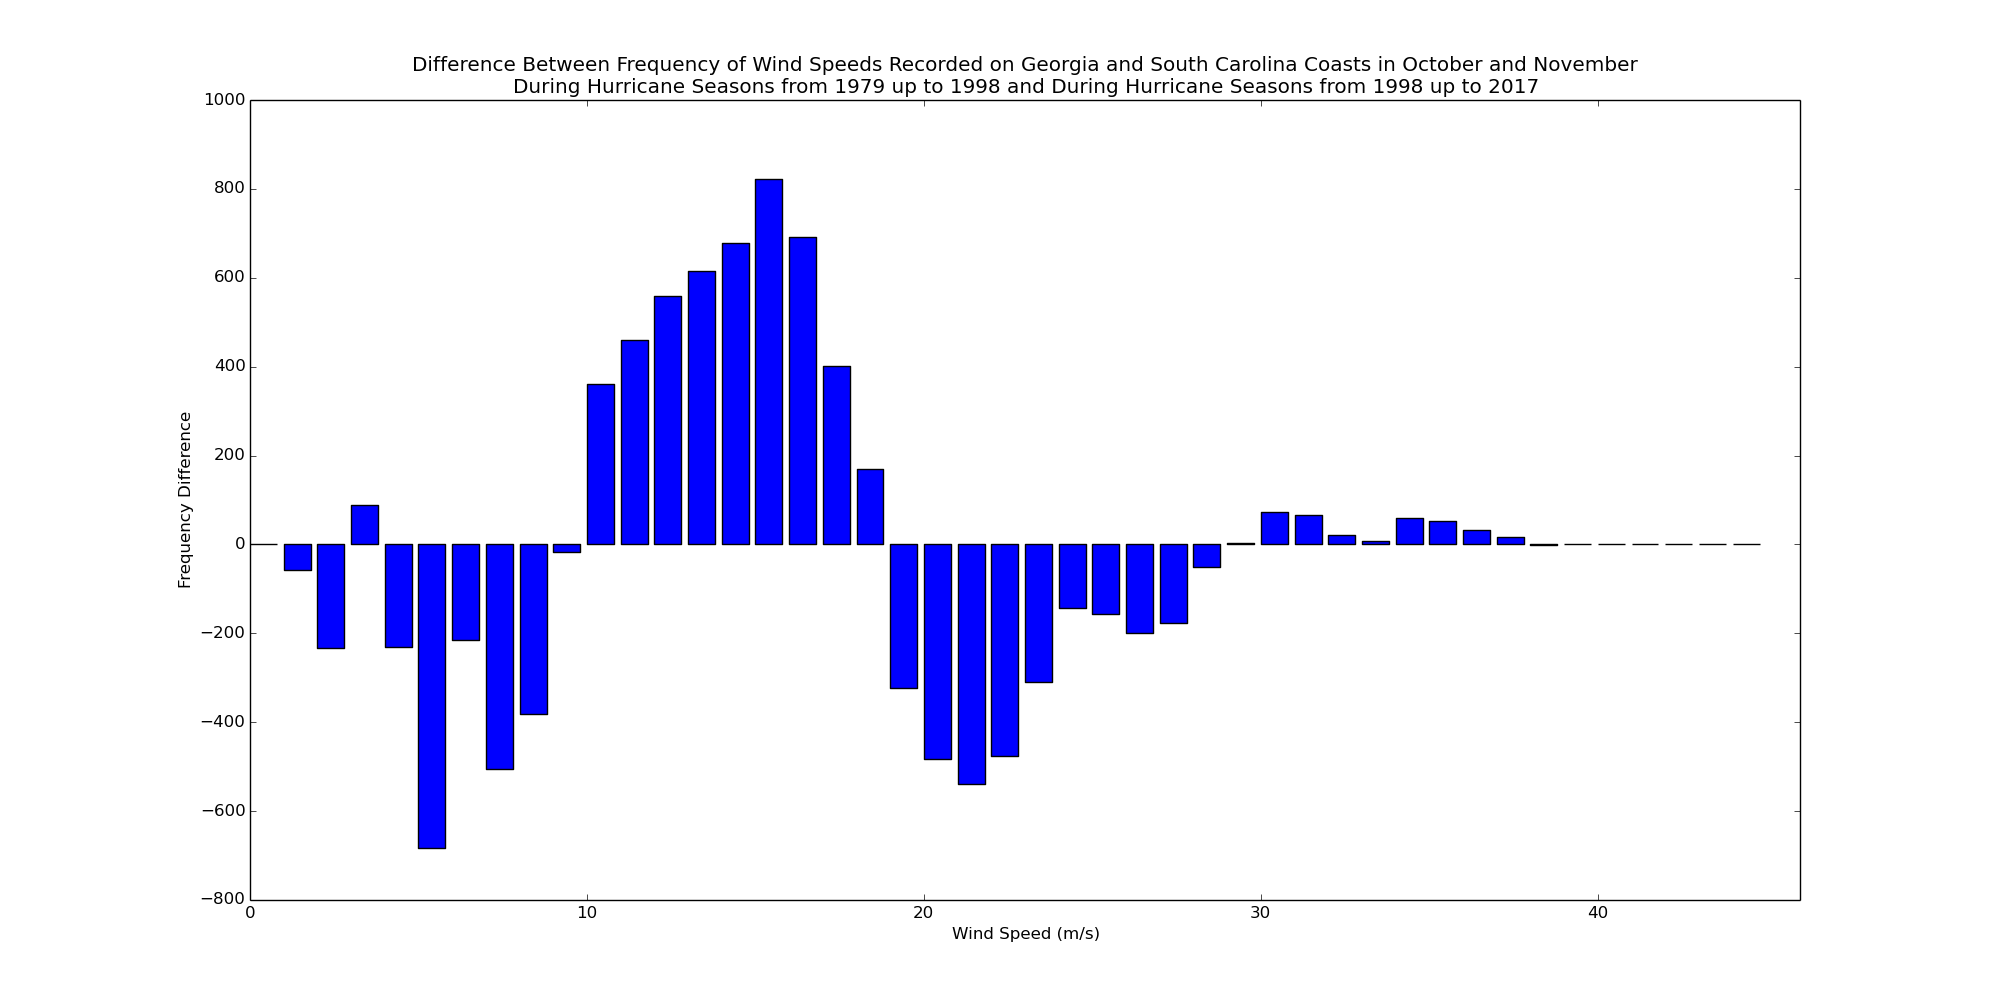 Difference Between Frequency of Wind Speeds Recorded on Georgia and South Carolina Coasts in October and November
During Hurricane Seasons from 1979 up to 1998 and During Hurricane Seasons from 1998 up to 2017
1000
800
600
400
200
0
−200
−400
−600
−800
Frequency Difference
0 10 20 30 40
Wind Speed (m/s)